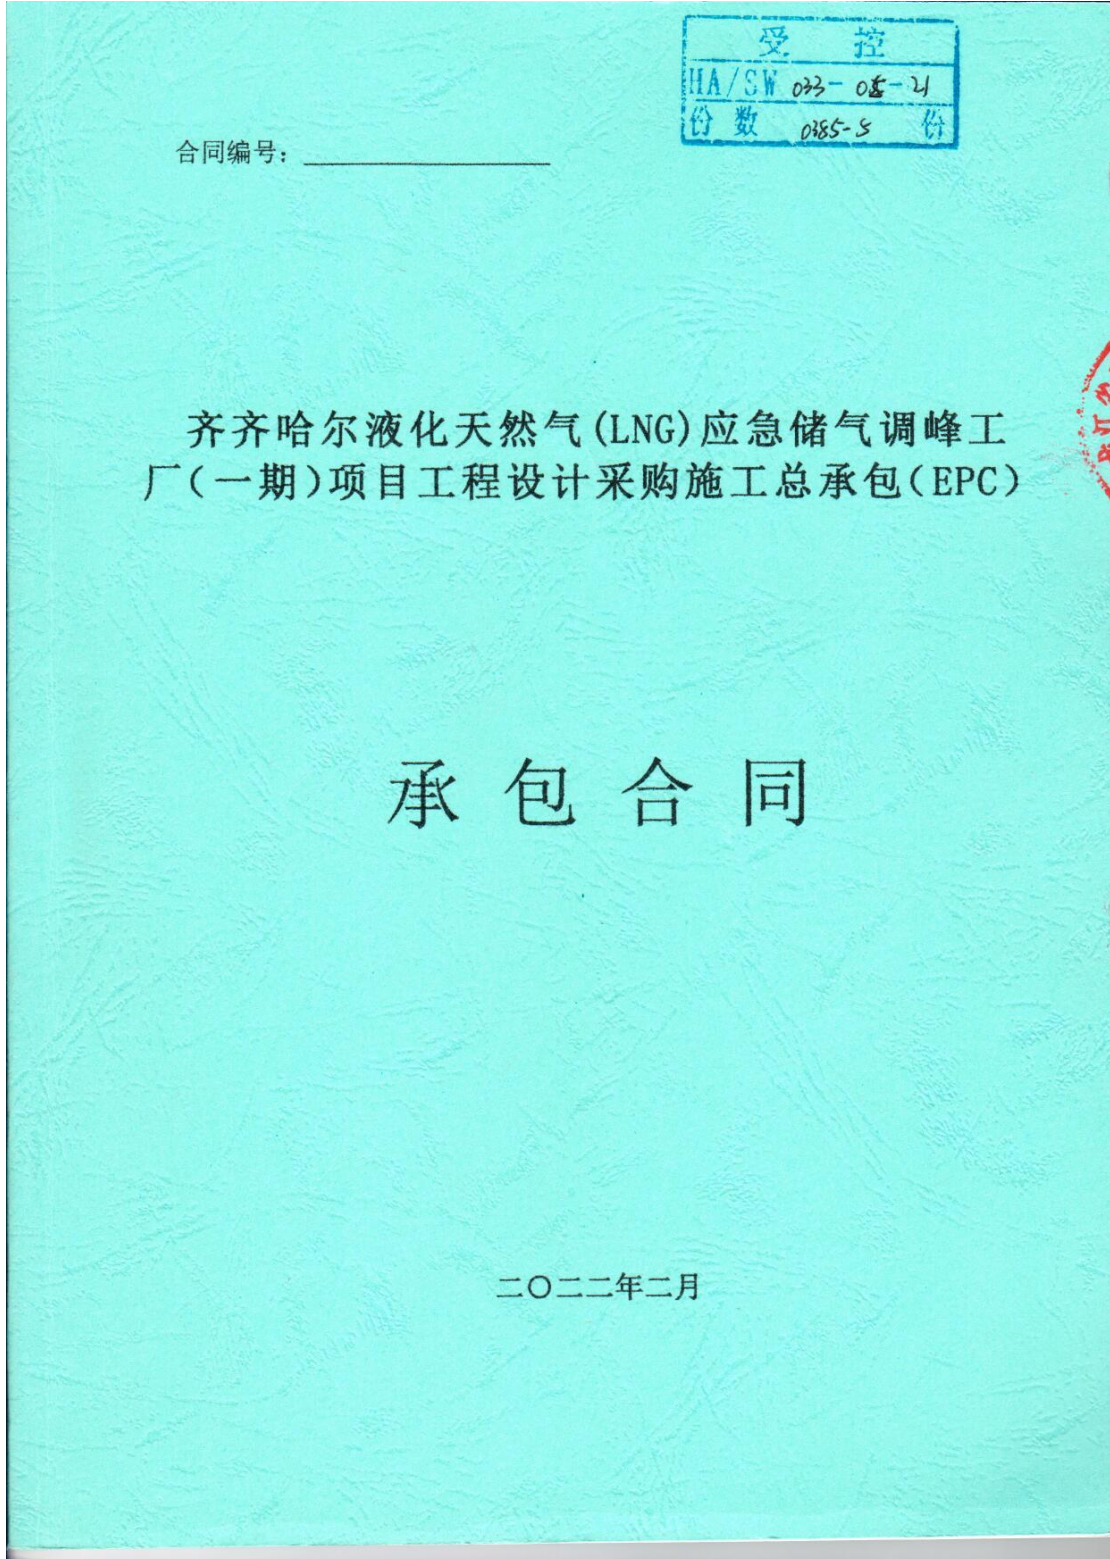 受 控
HA/SW 033-05-21
份 数 0385-8 份
合同编号：
齐齐哈尔液化天然气(LNG)应急储气调峰工
厂(一期)项目工程设计采购施工总承包(EPC)
承 包 合 同
二〇二二年二月